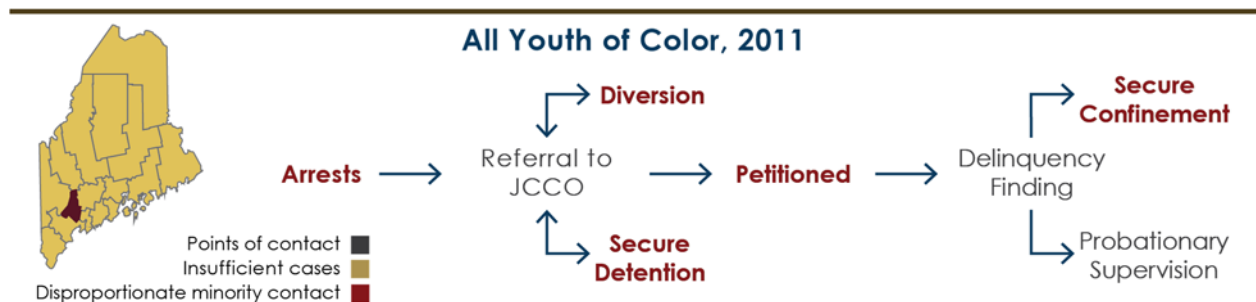 All Youth of Color, 2011
Diversion
Arrests
Referral to
JCCO
Petitioned
Secure
Detention
Delinquency
Finding
Secure
Confinement
Probationary
Supervision
Points of contact
Insufficient cases
Disproportionate minority contact